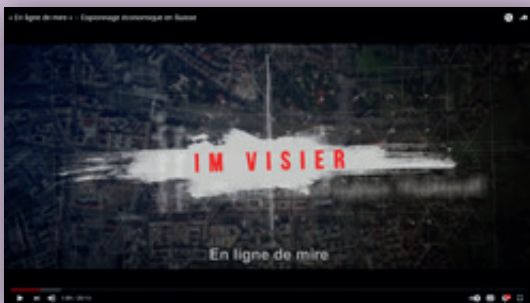 « En ligne de mire » – Espionnage économique en Suisse
IM VISIER
En ligne de mire